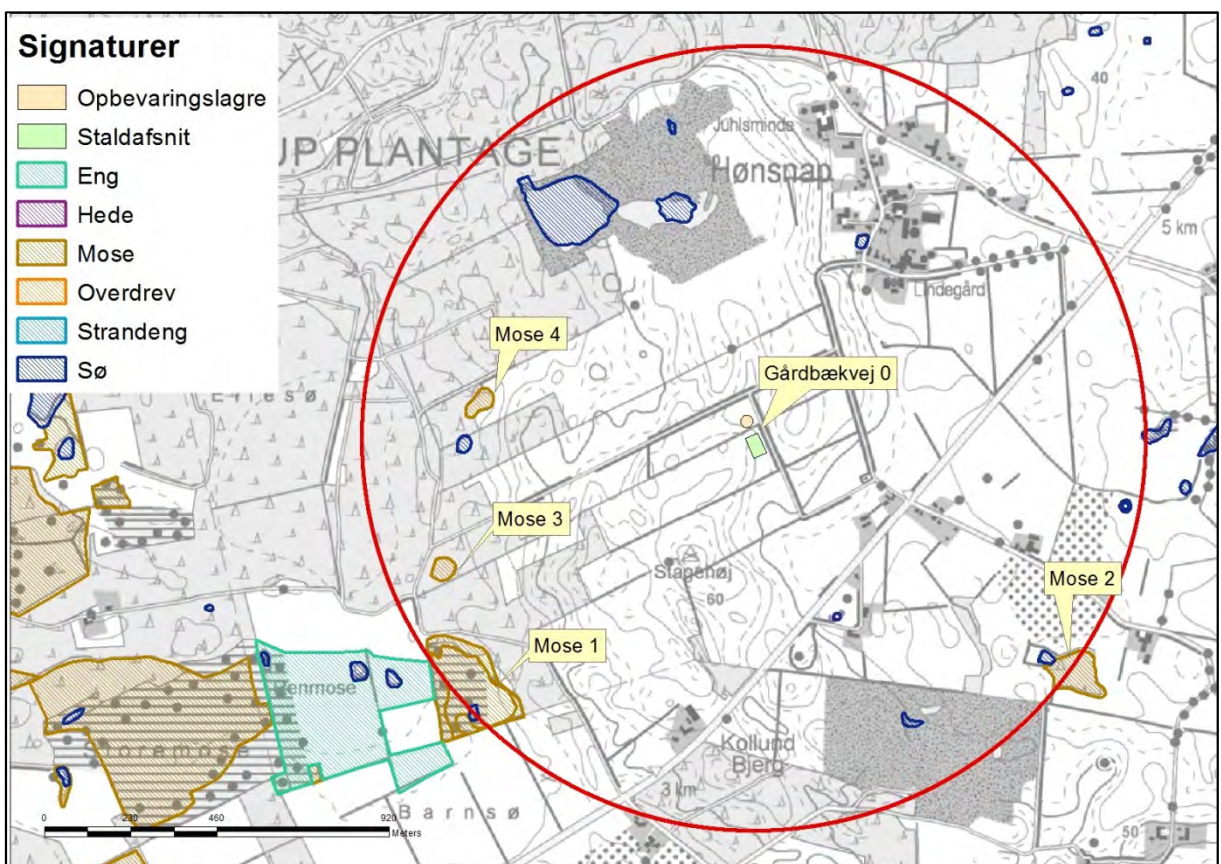 Signaturer
Opbevaringslagre
Staldafsnit
Eng
Hede
Mose
Overdrev
Strandeng
Sø
UP PLANTAGE
Juhlsminde
Hønsnap
40
5 km
Lindegård
Mose 4
Gårdbækvej 0
Mose 3
Stagehøj
60
Mose 2
Mose 1
enmose
Storemose
Kollund
Bjerg
3 km
Barnsø
50
0 230 460 920
Meters